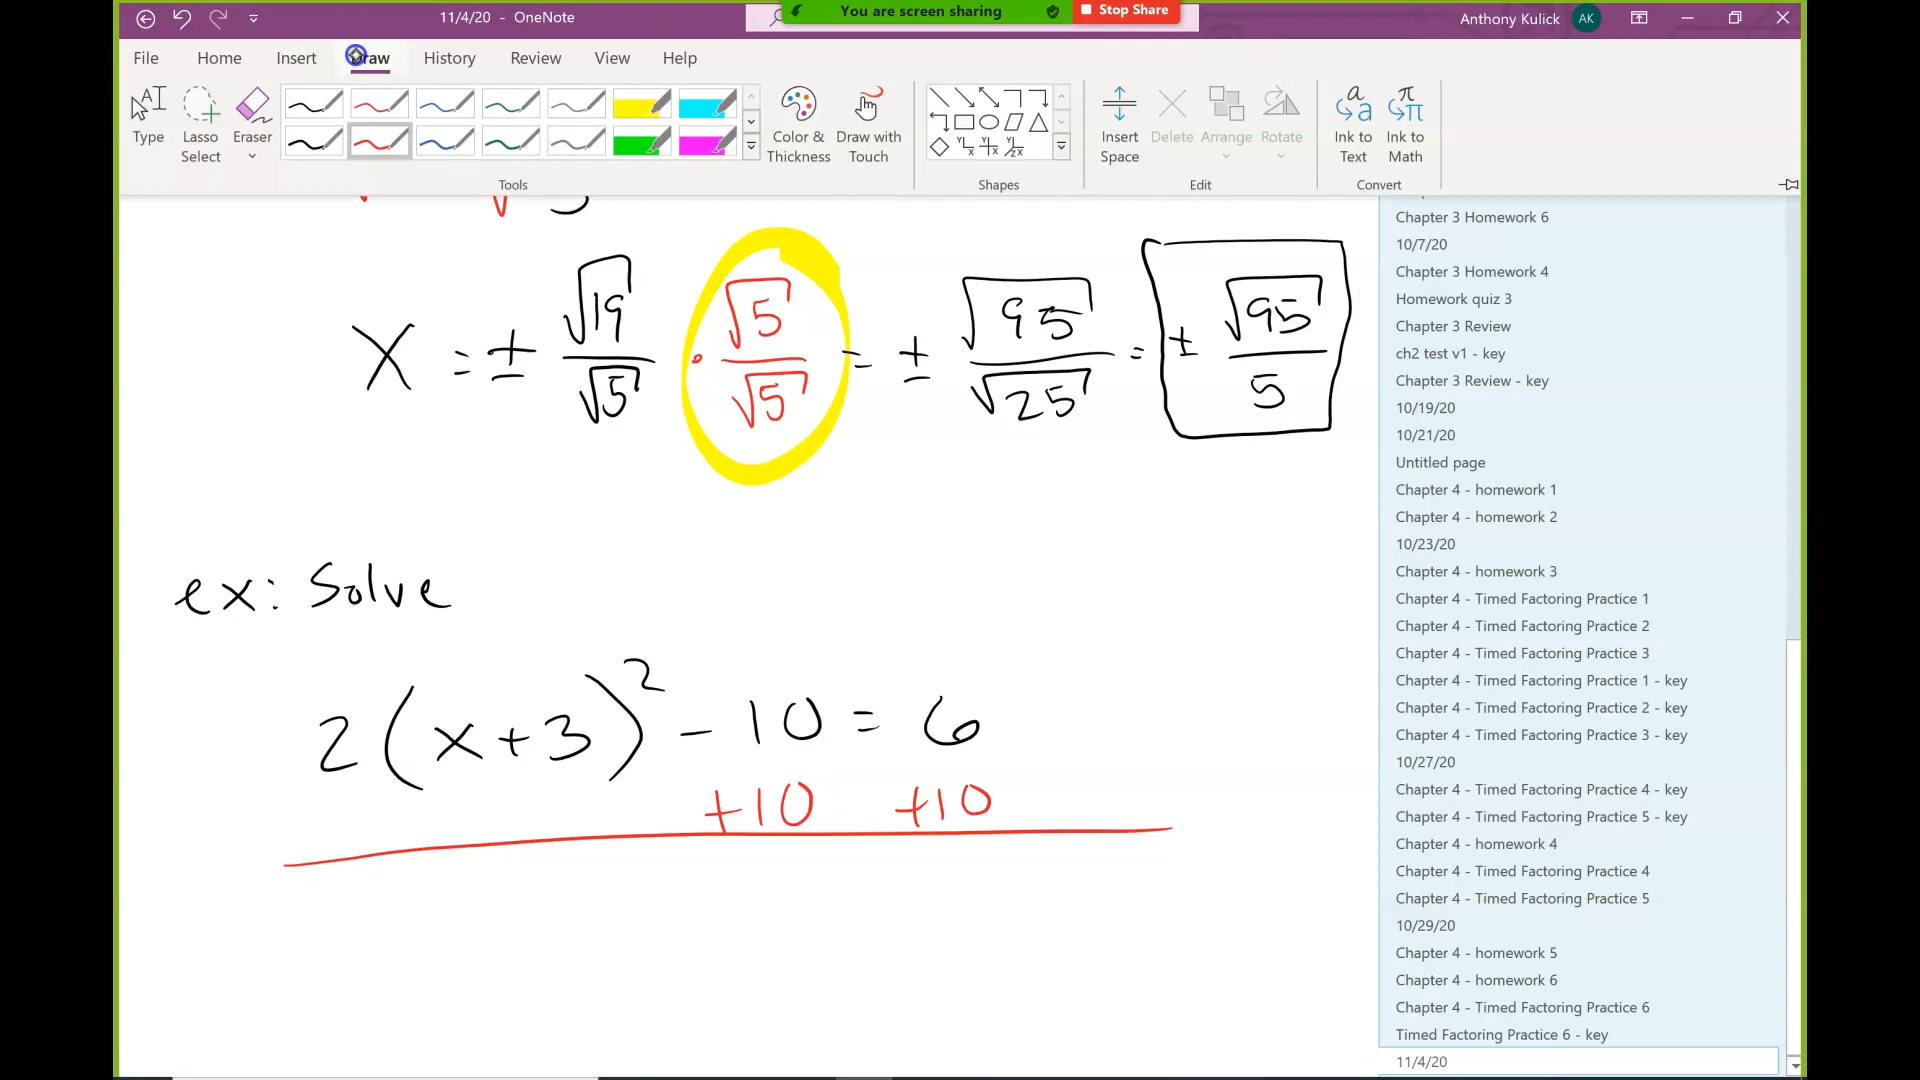 11/4/20 - OneNote
You are screen sharing
Stop Share
Anthony Kulick
AK
File Home Insert Draw History Review View Help
Type
Lasso Select
Eraser
Color & Thickness
Draw with Touch
Insert Space
Delete
Arrange
Rotate
Ink to Text
Ink to Math
Tools
Shapes
Edit
Convert
X = ± √19/√5 · √5/√5 = ± √95/√25 = ± √95/5
ex: Solve
2(x+3)² - 10 = 6
+10 +10
Chapter 3 Homework 6
10/7/20
Chapter 3 Homework 4
Homework quiz 3
Chapter 3 Review
ch2 test v1 - key
Chapter 3 Review - key
10/19/20
10/21/20
Untitled page
Chapter 4 - homework 1
Chapter 4 - homework 2
10/23/20
Chapter 4 - homework 3
Chapter 4 - Timed Factoring Practice 1
Chapter 4 - Timed Factoring Practice 2
Chapter 4 - Timed Factoring Practice 3
Chapter 4 - Timed Factoring Practice 1 - key
Chapter 4 - Timed Factoring Practice 2 - key
Chapter 4 - Timed Factoring Practice 3 - key
10/27/20
Chapter 4 - Timed Factoring Practice 4 - key
Chapter 4 - Timed Factoring Practice 5 - key
Chapter 4 - homework 4
Chapter 4 - Timed Factoring Practice 4
Chapter 4 - Timed Factoring Practice 5
10/29/20
Chapter 4 - homework 5
Chapter 4 - homework 6
Chapter 4 - Timed Factoring Practice 6
Timed Factoring Practice 6 - key
11/4/20